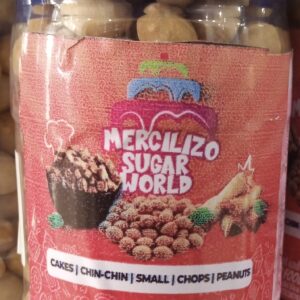 MERCILIZO
SUGAR
WORLD
CAKES | CHIN-CHIN | SMALL | CHOPS | PEANUTS